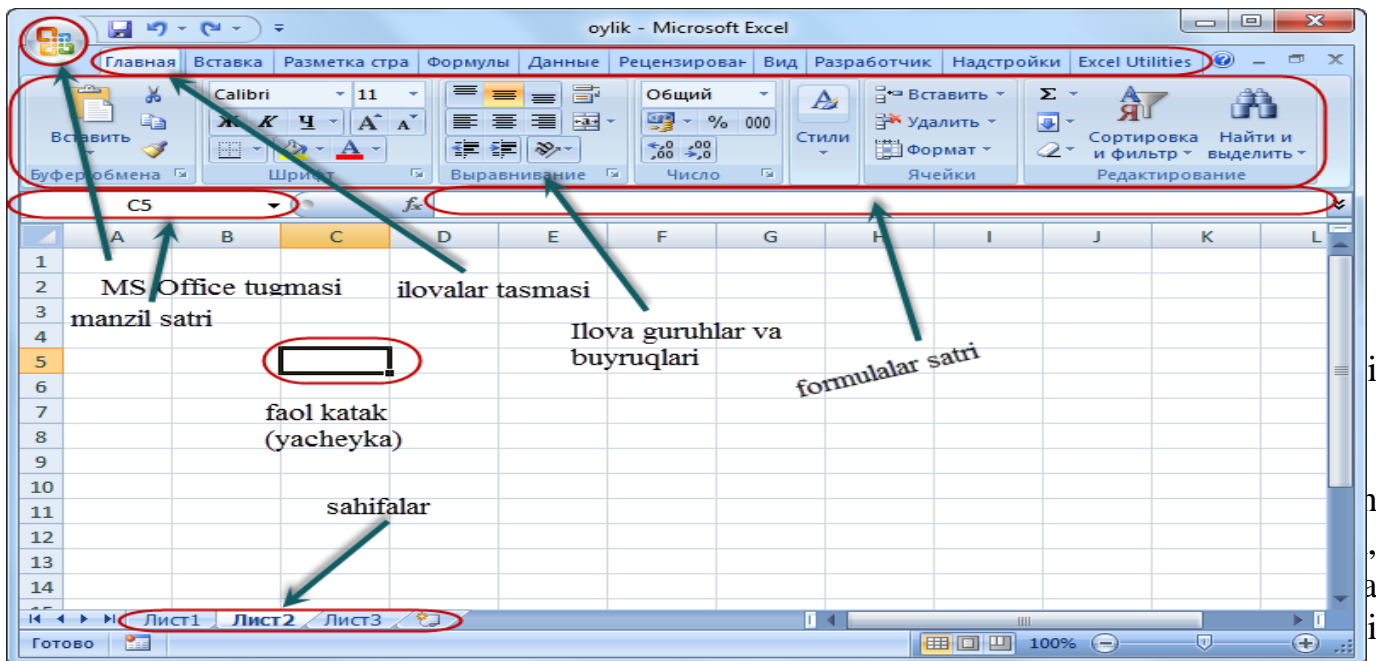 oylik - Microsoft Excel
Главная Вставка Разметка стра Формулы Данные Рецензирован Вид Разработчик Надстройки Excel Utilities
Calibri 11 Общий Вставить Σ
Вставить Ж К Ч A A % 000 Стили Удалить Сортировка и фильтр Найти и выделить
Формат
Буфер обмена Шрифт Выравнивание Число Ячейки Редактирование
C5 fx
A B C D E F G H I J K L
1
2 MS Office tugmasi ilovalar tasmasi
3 manzil satri
4 Ilova guruhlar va
5 buyruqlari formulalar satri i
6
7 faol katak
8 (yacheyka)
9
10
11 sahifalar
12
13 ,
14 a
Лист1 Лист2 Лист3
Готово 100% i